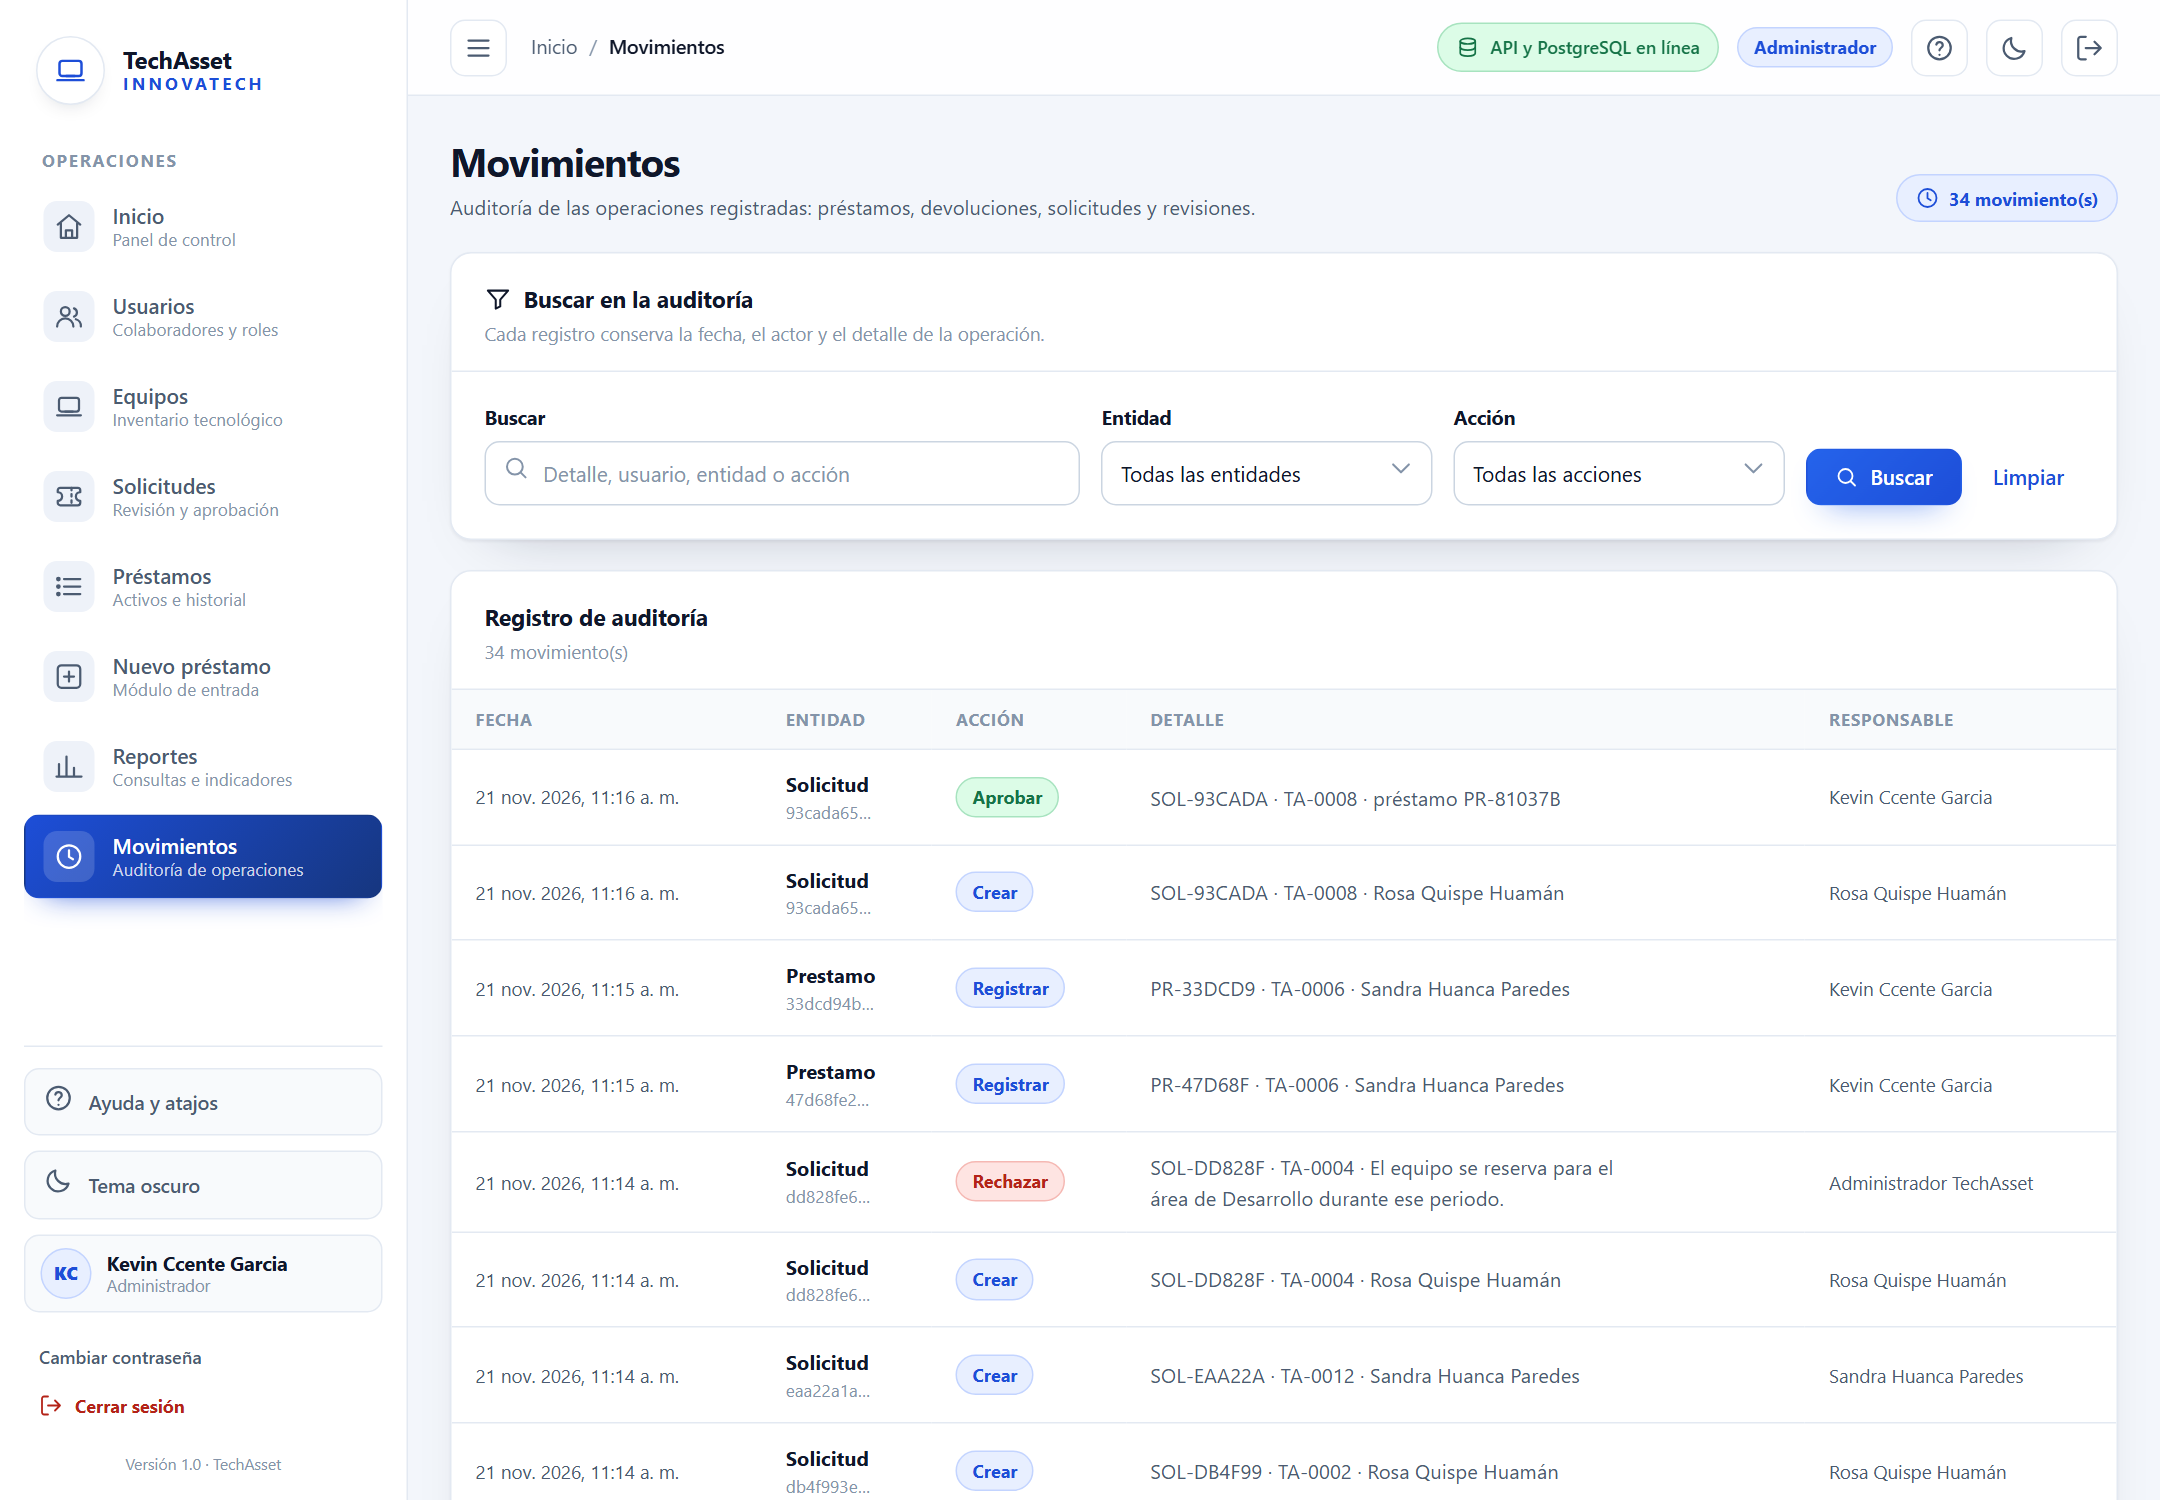 TechAsset
INNOVATECH
OPERACIONES
Inicio
Panel de control
Usuarios
Colaboradores y roles
Equipos
Inventario tecnológico
Solicitudes
Revisión y aprobación
Préstamos
Activos e historial
Nuevo préstamo
Módulo de entrada
Reportes
Consultas e indicadores
Movimientos
Auditoría de operaciones
Ayuda y atajos
Tema oscuro
KC
Kevin Ccente Garcia
Administrador
Cambiar contraseña
Cerrar sesión
Versión 1.0 · TechAsset
Inicio / Movimientos
API y PostgreSQL en línea
Administrador
Movimientos
Auditoría de las operaciones registradas: préstamos, devoluciones, solicitudes y revisiones.
34 movimiento(s)
Buscar en la auditoría
Cada registro conserva la fecha, el actor y el detalle de la operación.
Buscar
Detalle, usuario, entidad o acción
Entidad
Todas las entidades
Acción
Todas las acciones
Buscar
Limpiar
Registro de auditoría
34 movimiento(s)
FECHA ENTIDAD ACCIÓN DETALLE RESPONSABLE
21 nov. 2026, 11:16 a. m. Solicitud 93cada65... Aprobar SOL-93CADA · TA-0008 · préstamo PR-81037B Kevin Ccente Garcia
21 nov. 2026, 11:16 a. m. Solicitud 93cada65... Crear SOL-93CADA · TA-0008 · Rosa Quispe Huamán Rosa Quispe Huamán
21 nov. 2026, 11:15 a. m. Prestamo 33dcd94b... Registrar PR-33DCD9 · TA-0006 · Sandra Huanca Paredes Kevin Ccente Garcia
21 nov. 2026, 11:15 a. m. Prestamo 47d68fe2... Registrar PR-47D68F · TA-0006 · Sandra Huanca Paredes Kevin Ccente Garcia
21 nov. 2026, 11:14 a. m. Solicitud dd828fe6... Rechazar SOL-DD828F · TA-0004 · El equipo se reserva para el
área de Desarrollo durante ese periodo. Administrador TechAsset
21 nov. 2026, 11:14 a. m. Solicitud dd828fe6... Crear SOL-DD828F · TA-0004 · Rosa Quispe Huamán Rosa Quispe Huamán
21 nov. 2026, 11:14 a. m. Solicitud eaa22a1a... Crear SOL-EAA22A · TA-0012 · Sandra Huanca Paredes Sandra Huanca Paredes
21 nov. 2026, 11:14 a. m. Solicitud db4f993e... Crear SOL-DB4F99 · TA-0002 · Rosa Quispe Huamán Rosa Quispe Huamán